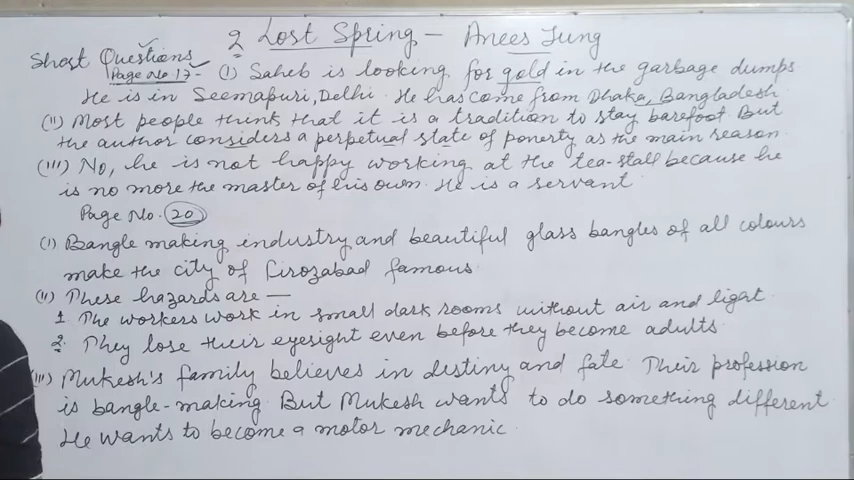 2 Lost Spring - Anees Jung
Short Questions
Page No 17- (I) Saheb is looking for gold in the garbage dumps
He is in Seemapuri, Delhi. He has come from Dhaka, Bangladesh
(II) Most people think that it is a tradition to stay barefoot. But
the author considers a perpetual state of poverty as the main reason
(III) No, he is not happy working at the tea-stall because he
is no more the master of his own. He is a servant
Page No. 20
(I) Bangle making industry and beautiful glass bangles of all colours
make the city of Firozabad famous.
(II) These hazards are —
1. The workers work in small dark rooms without air and light.
2. They lose their eyesight even before they become adults.
(III) Mukesh's family believes in destiny and fate. Their profession
is bangle-making. But Mukesh wants to do something different
He wants to become a motor mechanic.